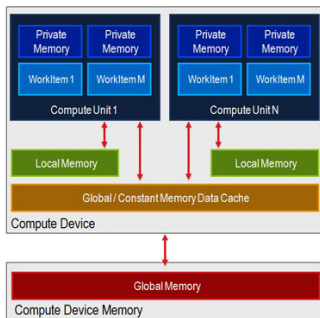 Private Memory
Private Memory
Private Memory
Private Memory
WorkItem 1
WorkItem M
WorkItem 1
WorkItem M
Compute Unit 1
Compute Unit N
Local Memory
Local Memory
Global / Constant Memory Data Cache
Compute Device
Global Memory
Compute Device Memory